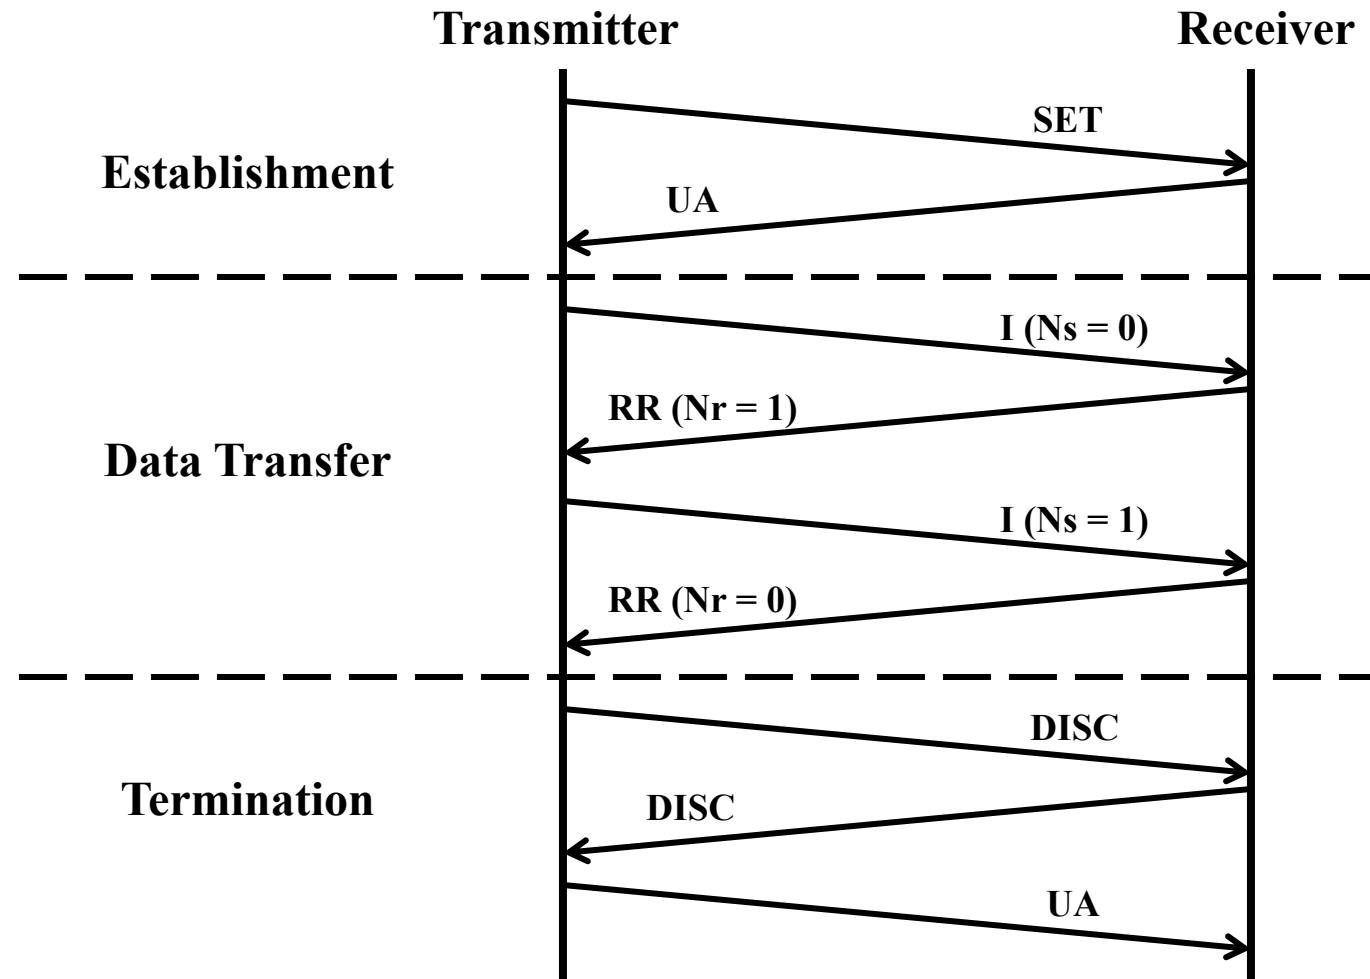 Transmitter
Receiver
SET
Establishment
UA
I (Ns = 0)
RR (Nr = 1)
Data Transfer
I (Ns = 1)
RR (Nr = 0)
DISC
Termination
DISC
UA